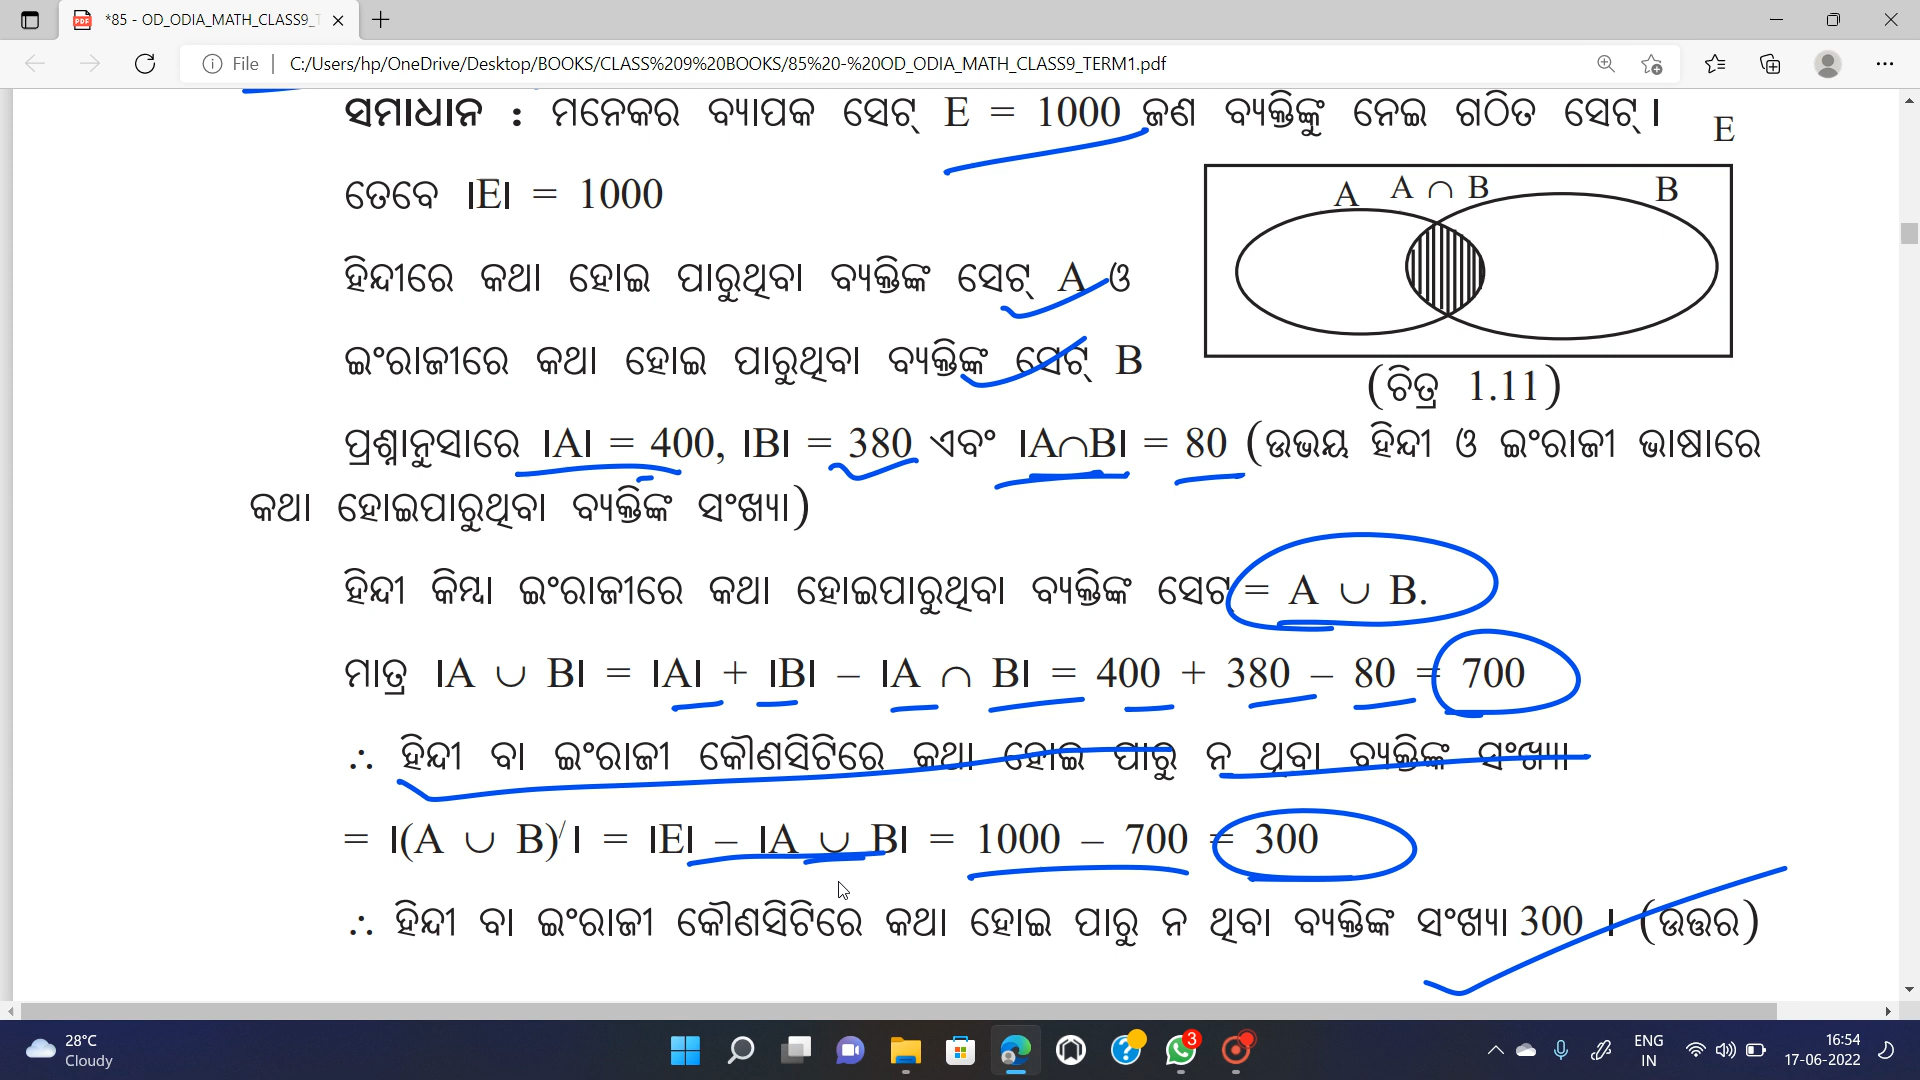 *85 - OD_ODIA_MATH_CLASS9_T
File
C:/Users/hp/OneDrive/Desktop/BOOKS/CLASS%209%20BOOKS/85%20-%20OD_ODIA_MATH_CLASS9_TERM1.pdf
ସମାଧାନ : ମନେକର ବ୍ୟାପକ ସେଟ୍ E = 1000 ଜଣ ବ୍ୟକ୍ତିଙ୍କୁ ନେଇ ଗଠିତ ସେଟ୍ ।
E
ତେବେ |E| = 1000
A A ∩ B B
ହିନ୍ଦୀରେ କଥା ହୋଇ ପାରୁଥିବା ବ୍ୟକ୍ତିଙ୍କ ସେଟ୍ A ଓ
ଇଂରାଜୀରେ କଥା ହୋଇ ପାରୁଥିବା ବ୍ୟକ୍ତିଙ୍କ ସେଟ୍ B
(ଚିତ୍ର 1.11)
ପ୍ରଶ୍ନାନୁସାରେ |A| = 400, |B| = 380 ଏବଂ |A∩B| = 80 (ଉଭୟ ହିନ୍ଦୀ ଓ ଇଂରାଜୀ ଭାଷାରେ
କଥା ହୋଇପାରୁଥିବା ବ୍ୟକ୍ତିଙ୍କ ସଂଖ୍ୟା)
ହିନ୍ଦୀ କିମ୍ବା ଇଂରାଜୀରେ କଥା ହୋଇପାରୁଥିବା ବ୍ୟକ୍ତିଙ୍କ ସେଟ୍ = A ∪ B.
ମାତ୍ର |A ∪ B| = |A| + |B| – |A ∩ B| = 400 + 380 – 80 = 700
∴ ହିନ୍ଦୀ ବା ଇଂରାଜୀ କୌଣସିଟିରେ କଥା ହୋଇ ପାରୁ ନ ଥିବା ବ୍ୟକ୍ତିଙ୍କ ସଂଖ୍ୟା
= |(A ∪ B)′| = |E| – |A ∪ B| = 1000 – 700 = 300
∴ ହିନ୍ଦୀ ବା ଇଂରାଜୀ କୌଣସିଟିରେ କଥା ହୋଇ ପାରୁ ନ ଥିବା ବ୍ୟକ୍ତିଙ୍କ ସଂଖ୍ୟା 300 । (ଉତ୍ତର)
28°C
Cloudy
3
ENG
IN
16:54
17-06-2022